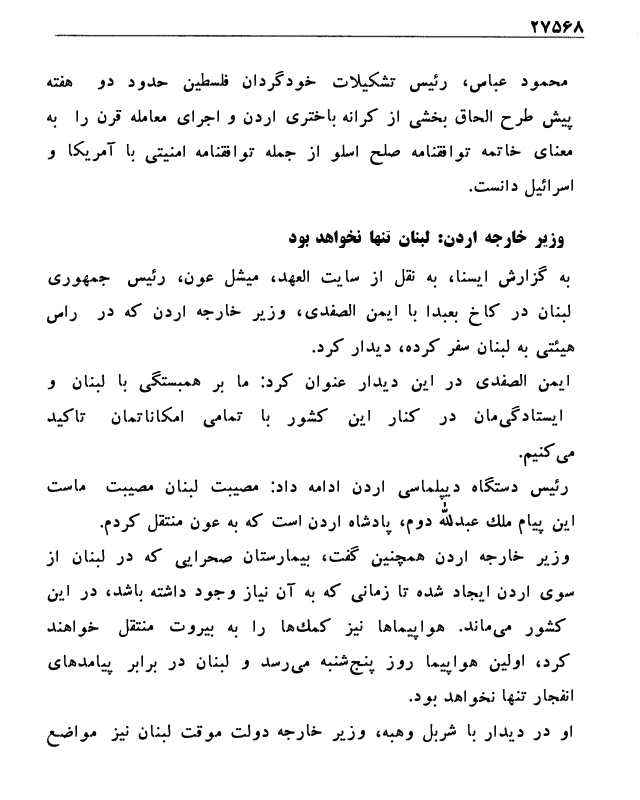 ۲۷۵۶۸
محمود عباس، رئیس تشکیلات خودگردان فلسطین حدود دو هفته
پیش طرح الحاق بخشی از کرانه باختری اردن و اجرای معامله قرن را به
معنای خاتمه توافقنامه صلح اسلو از جمله توافقنامه امنیتی با آمریکا و
اسرائیل دانست.
وزیر خارجه اردن: لبنان تنها نخواهد بود
به گزارش ایسنا، به نقل از سایت العهد، میشل عون، رئیس جمهوری
لبنان در کاخ بعبدا با ایمن الصفدی، وزیر خارجه اردن که در راس
هیئتی به لبنان سفر کرده، دیدار کرد.
ایمن الصفدی در این دیدار عنوان کرد: ما بر همبستگی با لبنان و
ایستادگی‌مان در کنار این کشور با تمامی امکاناتمان تاکید
می‌کنیم.
رئیس دستگاه دیپلماسی اردن ادامه داد: مصیبت لبنان مصیبت ماست
این پیام ملك عبدالله دوم، پادشاه اردن است که به عون منتقل کردم.
وزیر خارجه اردن همچنین گفت، بیمارستان صحرایی که در لبنان از
سوی اردن ایجاد شده تا زمانی که به آن نیاز وجود داشته باشد، در این
کشور می‌ماند. هواپیماها نیز کمك‌ها را به بیروت منتقل خواهند
کرد، اولین هواپیما روز پنج‌شنبه می‌رسد و لبنان در برابر پیامدهای
انفجار تنها نخواهد بود.
او در دیدار با شربل وهبه، وزیر خارجه دولت موقت لبنان نیز مواضع